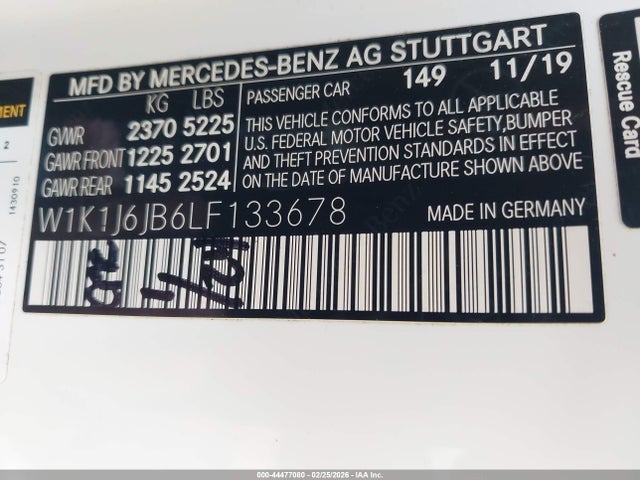 MFD BY MERCEDES-BENZ AG STUTTGART
KG LBS
GVWR 2370 5225
GAWR FRONT 1225 2701
GAWR REAR 1145 2524
PASSENGER CAR 149 11/19
THIS VEHICLE CONFORMS TO ALL APPLICABLE
U.S. FEDERAL MOTOR VEHICLE SAFETY,BUMPER
AND THEFT PREVENTION STANDARDS IN EFFECT
ON THE DATE OF MANUFACTURE SHOWN ABOVE
W1K1J6JB6LF133678
MADE IN GERMANY
Rescue Card
MENT
2
1430910
000-44477080 - 02/25/2026 - IAA Inc.